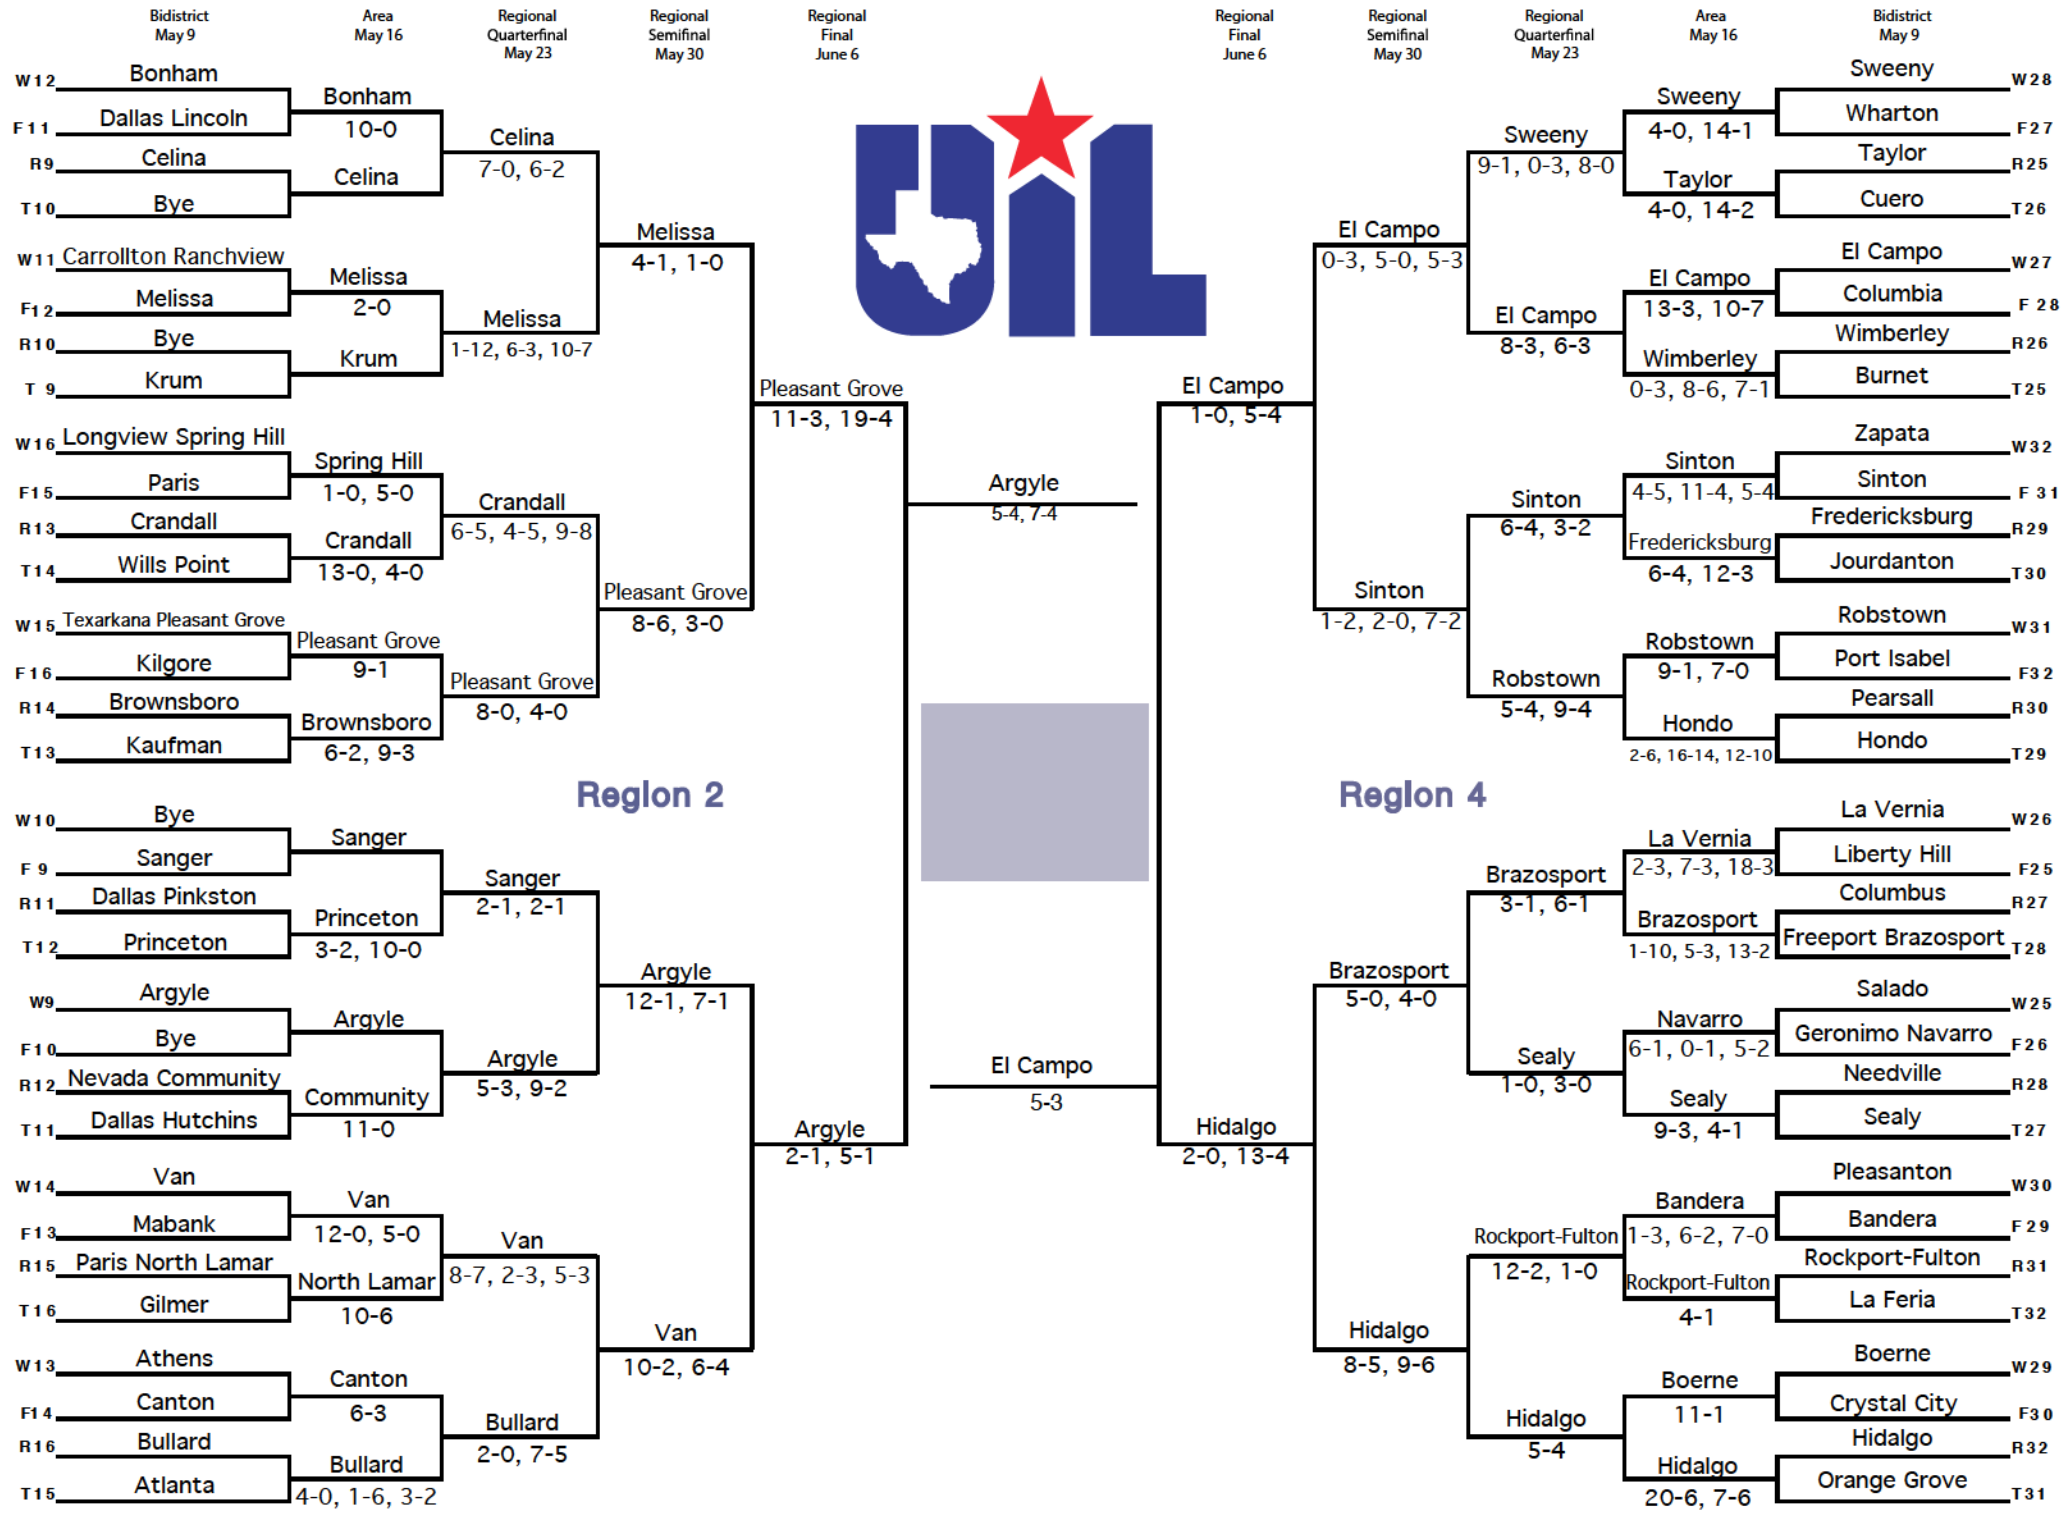 Bidistrict
May 9
Area
May 16
Regional
Quarterfinal
May 23
Regional
Semifinal
May 30
Regional
Final
June 6
Regional
Final
June 6
Regional
Semifinal
May 30
Regional
Quarterfinal
May 23
Area
May 16
Bidistrict
May 9
W12 Bonham
F11 Dallas Lincoln
R9 Celina
T10 Bye
W11 Carrollton Ranchview
F12 Melissa
R10 Bye
T 9 Krum
W16 Longview Spring Hill
F15 Paris
R13 Crandall
T14 Wills Point
W15 Texarkana Pleasant Grove
F16 Kilgore
R14 Brownsboro
T13 Kaufman
W10 Bye
F 9 Sanger
R11 Dallas Pinkston
T12 Princeton
W9 Argyle
F10 Bye
R12 Nevada Community
T11 Dallas Hutchins
W14 Van
F13 Mabank
R15 Paris North Lamar
T16 Gilmer
W13 Athens
F14 Canton
R16 Bullard
T15 Atlanta
Bonham
10-0
Celina
Melissa
2-0
Krum
Spring Hill
1-0, 5-0
Crandall
13-0, 4-0
Pleasant Grove
9-1
Brownsboro
6-2, 9-3
Sanger
Princeton
3-2, 10-0
Argyle
Community
11-0
Van
12-0, 5-0
North Lamar
10-6
Canton
6-3
Bullard
4-0, 1-6, 3-2
Celina
7-0, 6-2
Melissa
1-12, 6-3, 10-7
Crandall
6-5, 4-5, 9-8
Pleasant Grove
8-0, 4-0
Sanger
2-1, 2-1
Argyle
5-3, 9-2
Van
8-7, 2-3, 5-3
Bullard
2-0, 7-5
Melissa
4-1, 1-0
Pleasant Grove
8-6, 3-0
Region 2
Argyle
12-1, 7-1
Van
10-2, 6-4
Pleasant Grove
11-3, 19-4
Argyle
2-1, 5-1
UIL
Argyle
5-4, 7-4
El Campo
5-3
El Campo
1-0, 5-4
Hidalgo
2-0, 13-4
El Campo
0-3, 5-0, 5-3
Sinton
1-2, 2-0, 7-2
Region 4
Brazosport
5-0, 4-0
Hidalgo
8-5, 9-6
Sweeny
9-1, 0-3, 8-0
El Campo
8-3, 6-3
Sinton
6-4, 3-2
Robstown
5-4, 9-4
Brazosport
3-1, 6-1
Sealy
1-0, 3-0
Rockport-Fulton
12-2, 1-0
Hidalgo
5-4
Sweeny
4-0, 14-1
Taylor
4-0, 14-2
El Campo
13-3, 10-7
Wimberley
0-3, 8-6, 7-1
Sinton
4-5, 11-4, 5-4
Fredericksburg
6-4, 12-3
Robstown
9-1, 7-0
Hondo
2-6, 16-14, 12-10
La Vernia
2-3, 7-3, 18-3
Brazosport
1-10, 5-3, 13-2
Navarro
6-1, 0-1, 5-2
Sealy
9-3, 4-1
Bandera
1-3, 6-2, 7-0
Rockport-Fulton
4-1
Boerne
11-1
Hidalgo
20-6, 7-6
Sweeny W28
Wharton F27
Taylor R25
Cuero T26
El Campo W27
Columbia F 28
Wimberley R26
Burnet T25
Zapata W32
Sinton F 31
Fredericksburg R29
Jourdanton T30
Robstown W31
Port Isabel F32
Pearsall R30
Hondo T29
La Vernia W26
Liberty Hill F25
Columbus R27
Freeport Brazosport T28
Salado W25
Geronimo Navarro F26
Needville R28
Sealy T27
Pleasanton W30
Bandera F 29
Rockport-Fulton R31
La Feria T32
Boerne W29
Crystal City F30
Hidalgo R32
Orange Grove T31